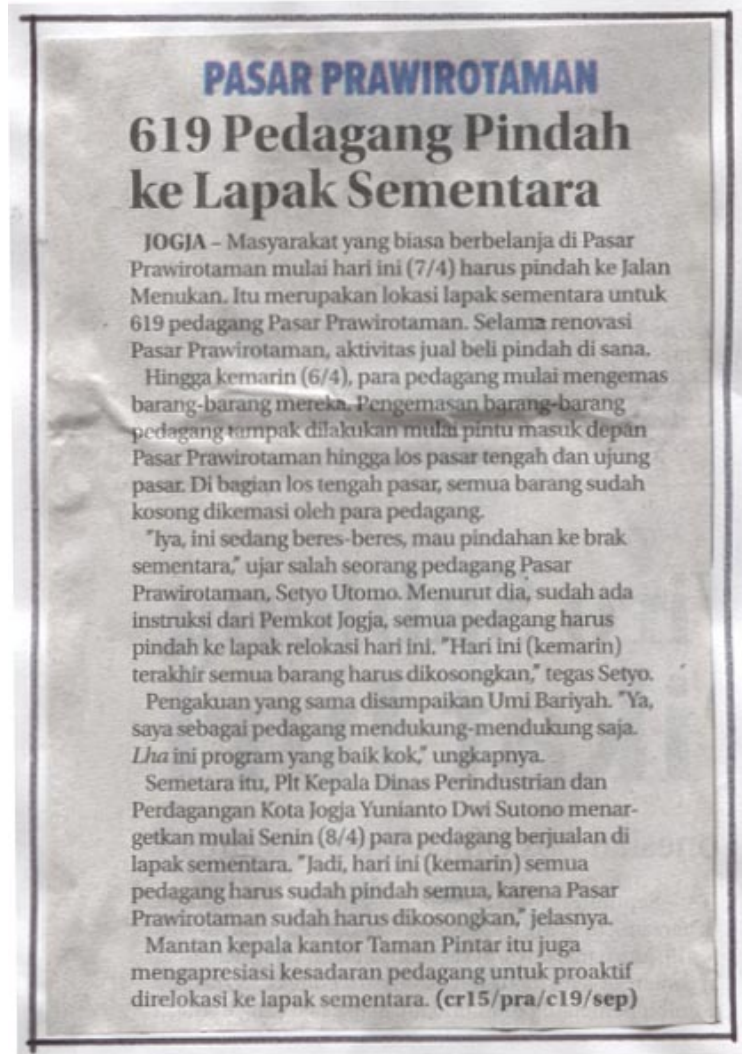 PASAR PRAWIROTAMAN
619 Pedagang Pindah
ke Lapak Sementara
JOGJA – Masyarakat yang biasa berbelanja di Pasar
Prawirotaman mulai hari ini (7/4) harus pindah ke Jalan
Menukan. Itu merupakan lokasi lapak sementara untuk
619 pedagang Pasar Prawirotaman. Selama renovasi
Pasar Prawirotaman, aktivitas jual beli pindah di sana.
Hingga kemarin (6/4), para pedagang mulai mengemas
barang-barang mereka. Pengemasan barang-barang
pedagang tampak dilakukan mulai pintu masuk depan
Pasar Prawirotaman hingga los pasar tengah dan ujung
pasar. Di bagian los tengah pasar, semua barang sudah
kosong dikemasi oleh para pedagang.
"Iya, ini sedang beres-beres, mau pindahan ke brak
sementara," ujar salah seorang pedagang Pasar
Prawirotaman, Setyo Utomo. Menurut dia, sudah ada
instruksi dari Pemkot Jogja, semua pedagang harus
pindah ke lapak relokasi hari ini. "Hari ini (kemarin)
terakhir semua barang harus dikosongkan," tegas Setyo.
Pengakuan yang sama disampaikan Umi Bariyah. "Ya,
saya sebagai pedagang mendukung-mendukung saja.
Lha ini program yang baik kok," ungkapnya.
Semetara itu, Plt Kepala Dinas Perindustrian dan
Perdagangan Kota Jogja Yunianto Dwi Sutono menar-
getkan mulai Senin (8/4) para pedagang berjualan di
lapak sementara. "Jadi, hari ini (kemarin) semua
pedagang harus sudah pindah semua, karena Pasar
Prawirotaman sudah harus dikosongkan," jelasnya.
Mantan kepala kantor Taman Pintar itu juga
mengapresiasi kesadaran pedagang untuk proaktif
direlokasi ke lapak sementara. (cr15/pra/c19/sep)